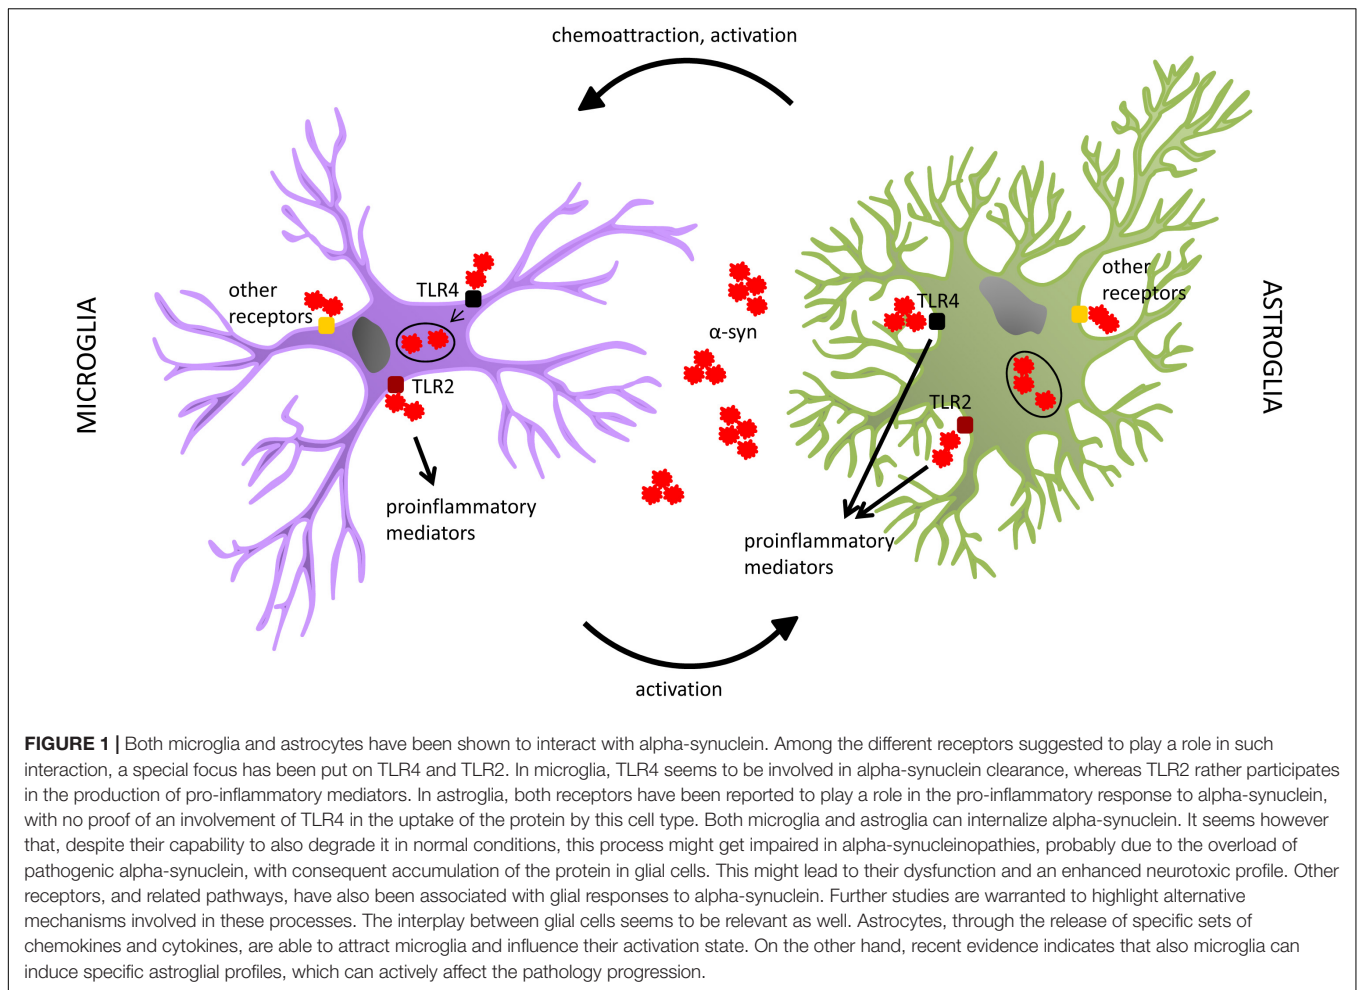 chemoattraction, activation
MICROGLIA
other
receptors
TLR4
TLR2
proinflammatory
mediators
α-syn
TLR4
other
receptors
TLR2
proinflammatory
mediators
ASTROGLIA
activation
FIGURE 1 | Both microglia and astrocytes have been shown to interact with alpha-synuclein. Among the different receptors suggested to play a role in such
interaction, a special focus has been put on TLR4 and TLR2. In microglia, TLR4 seems to be involved in alpha-synuclein clearance, whereas TLR2 rather participates
in the production of pro-inflammatory mediators. In astroglia, both receptors have been reported to play a role in the pro-inflammatory response to alpha-synuclein,
with no proof of an involvement of TLR4 in the uptake of the protein by this cell type. Both microglia and astroglia can internalize alpha-synuclein. It seems however
that, despite their capability to also degrade it in normal conditions, this process might get impaired in alpha-synucleinopathies, probably due to the overload of
pathogenic alpha-synuclein, with consequent accumulation of the protein in glial cells. This might lead to their dysfunction and an enhanced neurotoxic profile. Other
receptors, and related pathways, have also been associated with glial responses to alpha-synuclein. Further studies are warranted to highlight alternative
mechanisms involved in these processes. The interplay between glial cells seems to be relevant as well. Astrocytes, through the release of specific sets of
chemokines and cytokines, are able to attract microglia and influence their activation state. On the other hand, recent evidence indicates that also microglia can
induce specific astroglial profiles, which can actively affect the pathology progression.